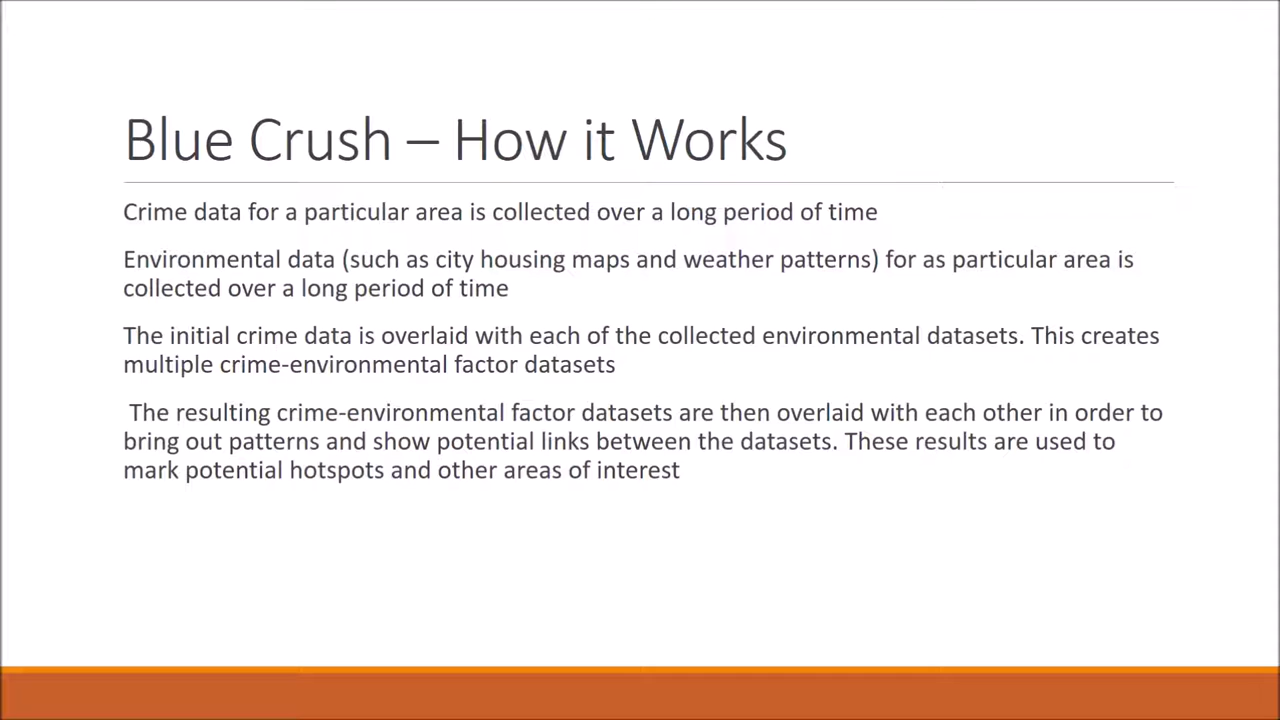 Blue Crush – How it Works
Crime data for a particular area is collected over a long period of time
Environmental data (such as city housing maps and weather patterns) for as particular area is
collected over a long period of time
The initial crime data is overlaid with each of the collected environmental datasets. This creates
multiple crime-environmental factor datasets
The resulting crime-environmental factor datasets are then overlaid with each other in order to
bring out patterns and show potential links between the datasets. These results are used to
mark potential hotspots and other areas of interest